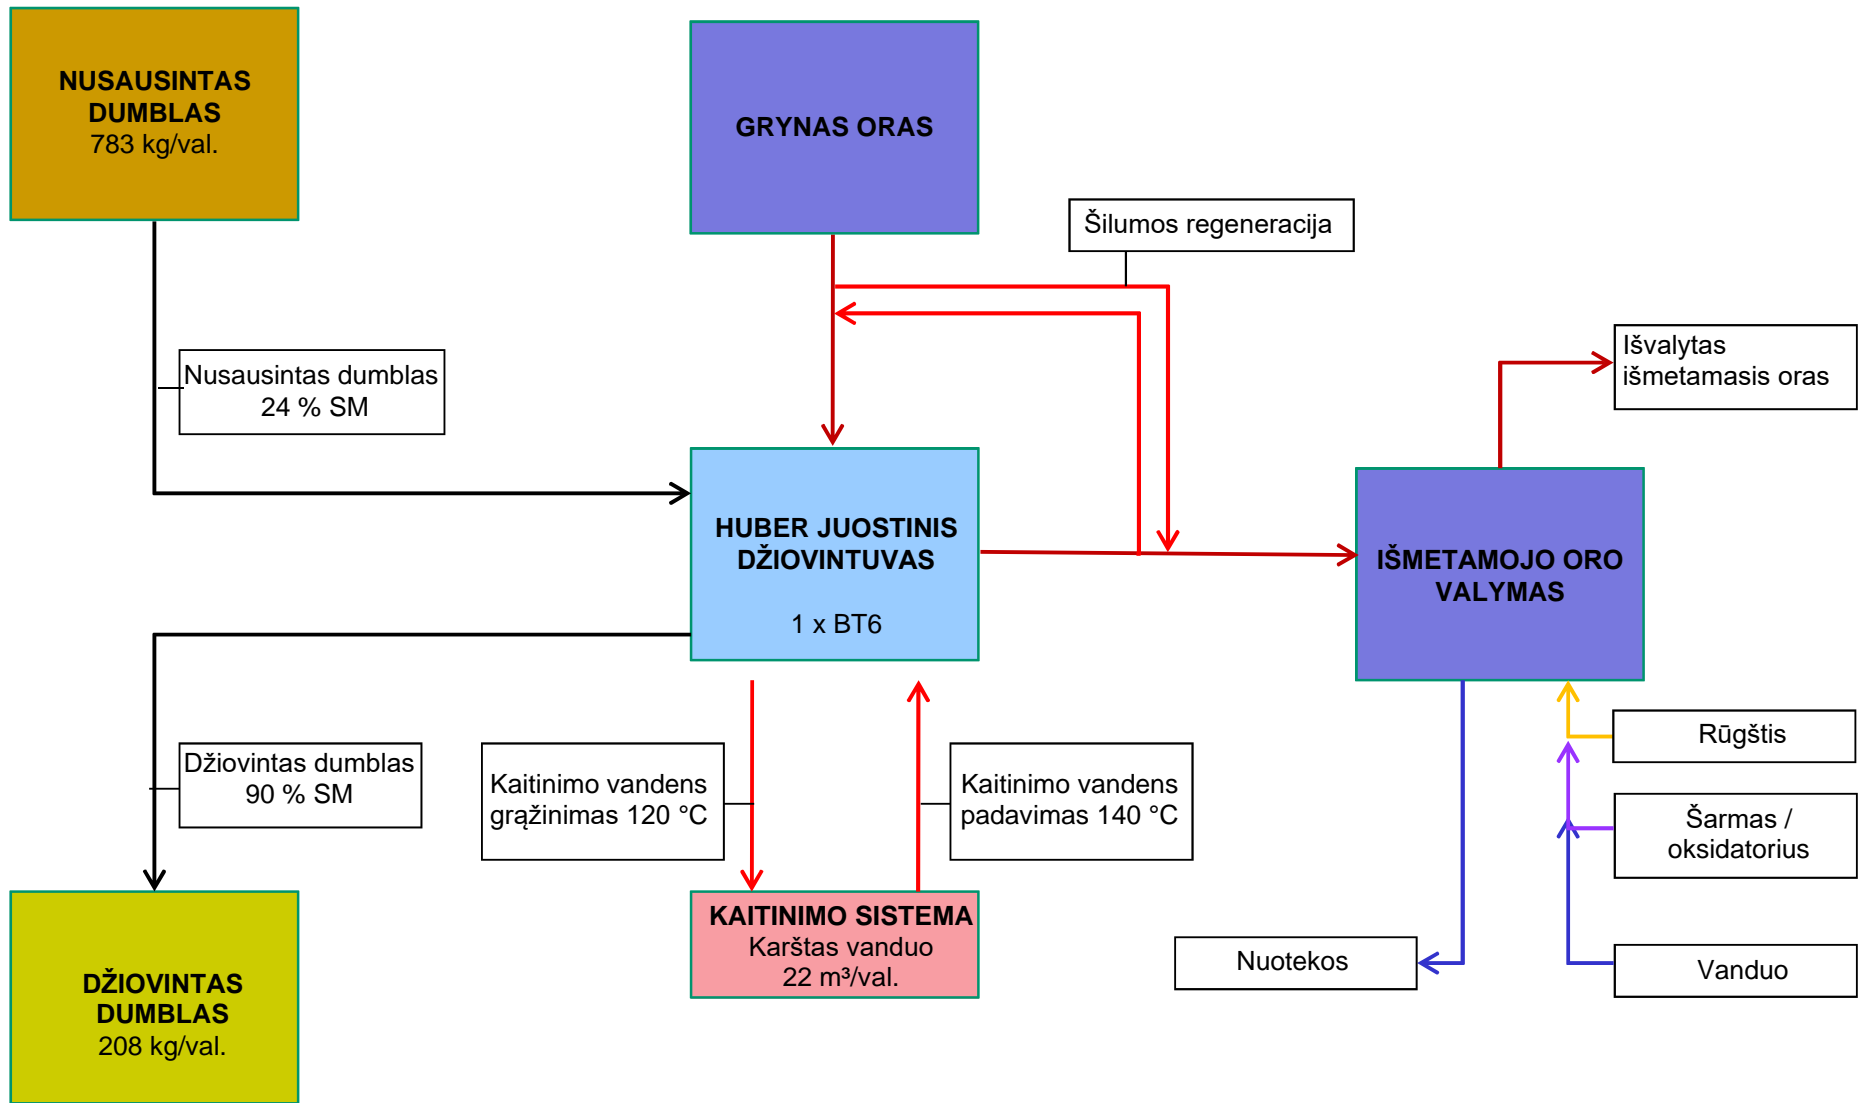 NUSAUSINTAS
DUMBLAS
783 kg/val.
GRYNAS ORAS
Šilumos regeneracija
Išvalytas
išmetamasis oras
Nusausintas dumblas
24 % SM
HUBER JUOSTINIS
DŽIOVINTUVAS
1 x BT6
IŠMETAMOJO ORO
VALYMAS
Džiovintas dumblas
90 % SM
Kaitinimo vandens
grąžinimas 120 °C
Kaitinimo vandens
padavimas 140 °C
Rūgštis
Šarmas /
oksidatorius
KAITINIMO SISTEMA
Karštas vanduo
22 m³/val.
Nuotekos
Vanduo
DŽIOVINTAS
DUMBLAS
208 kg/val.